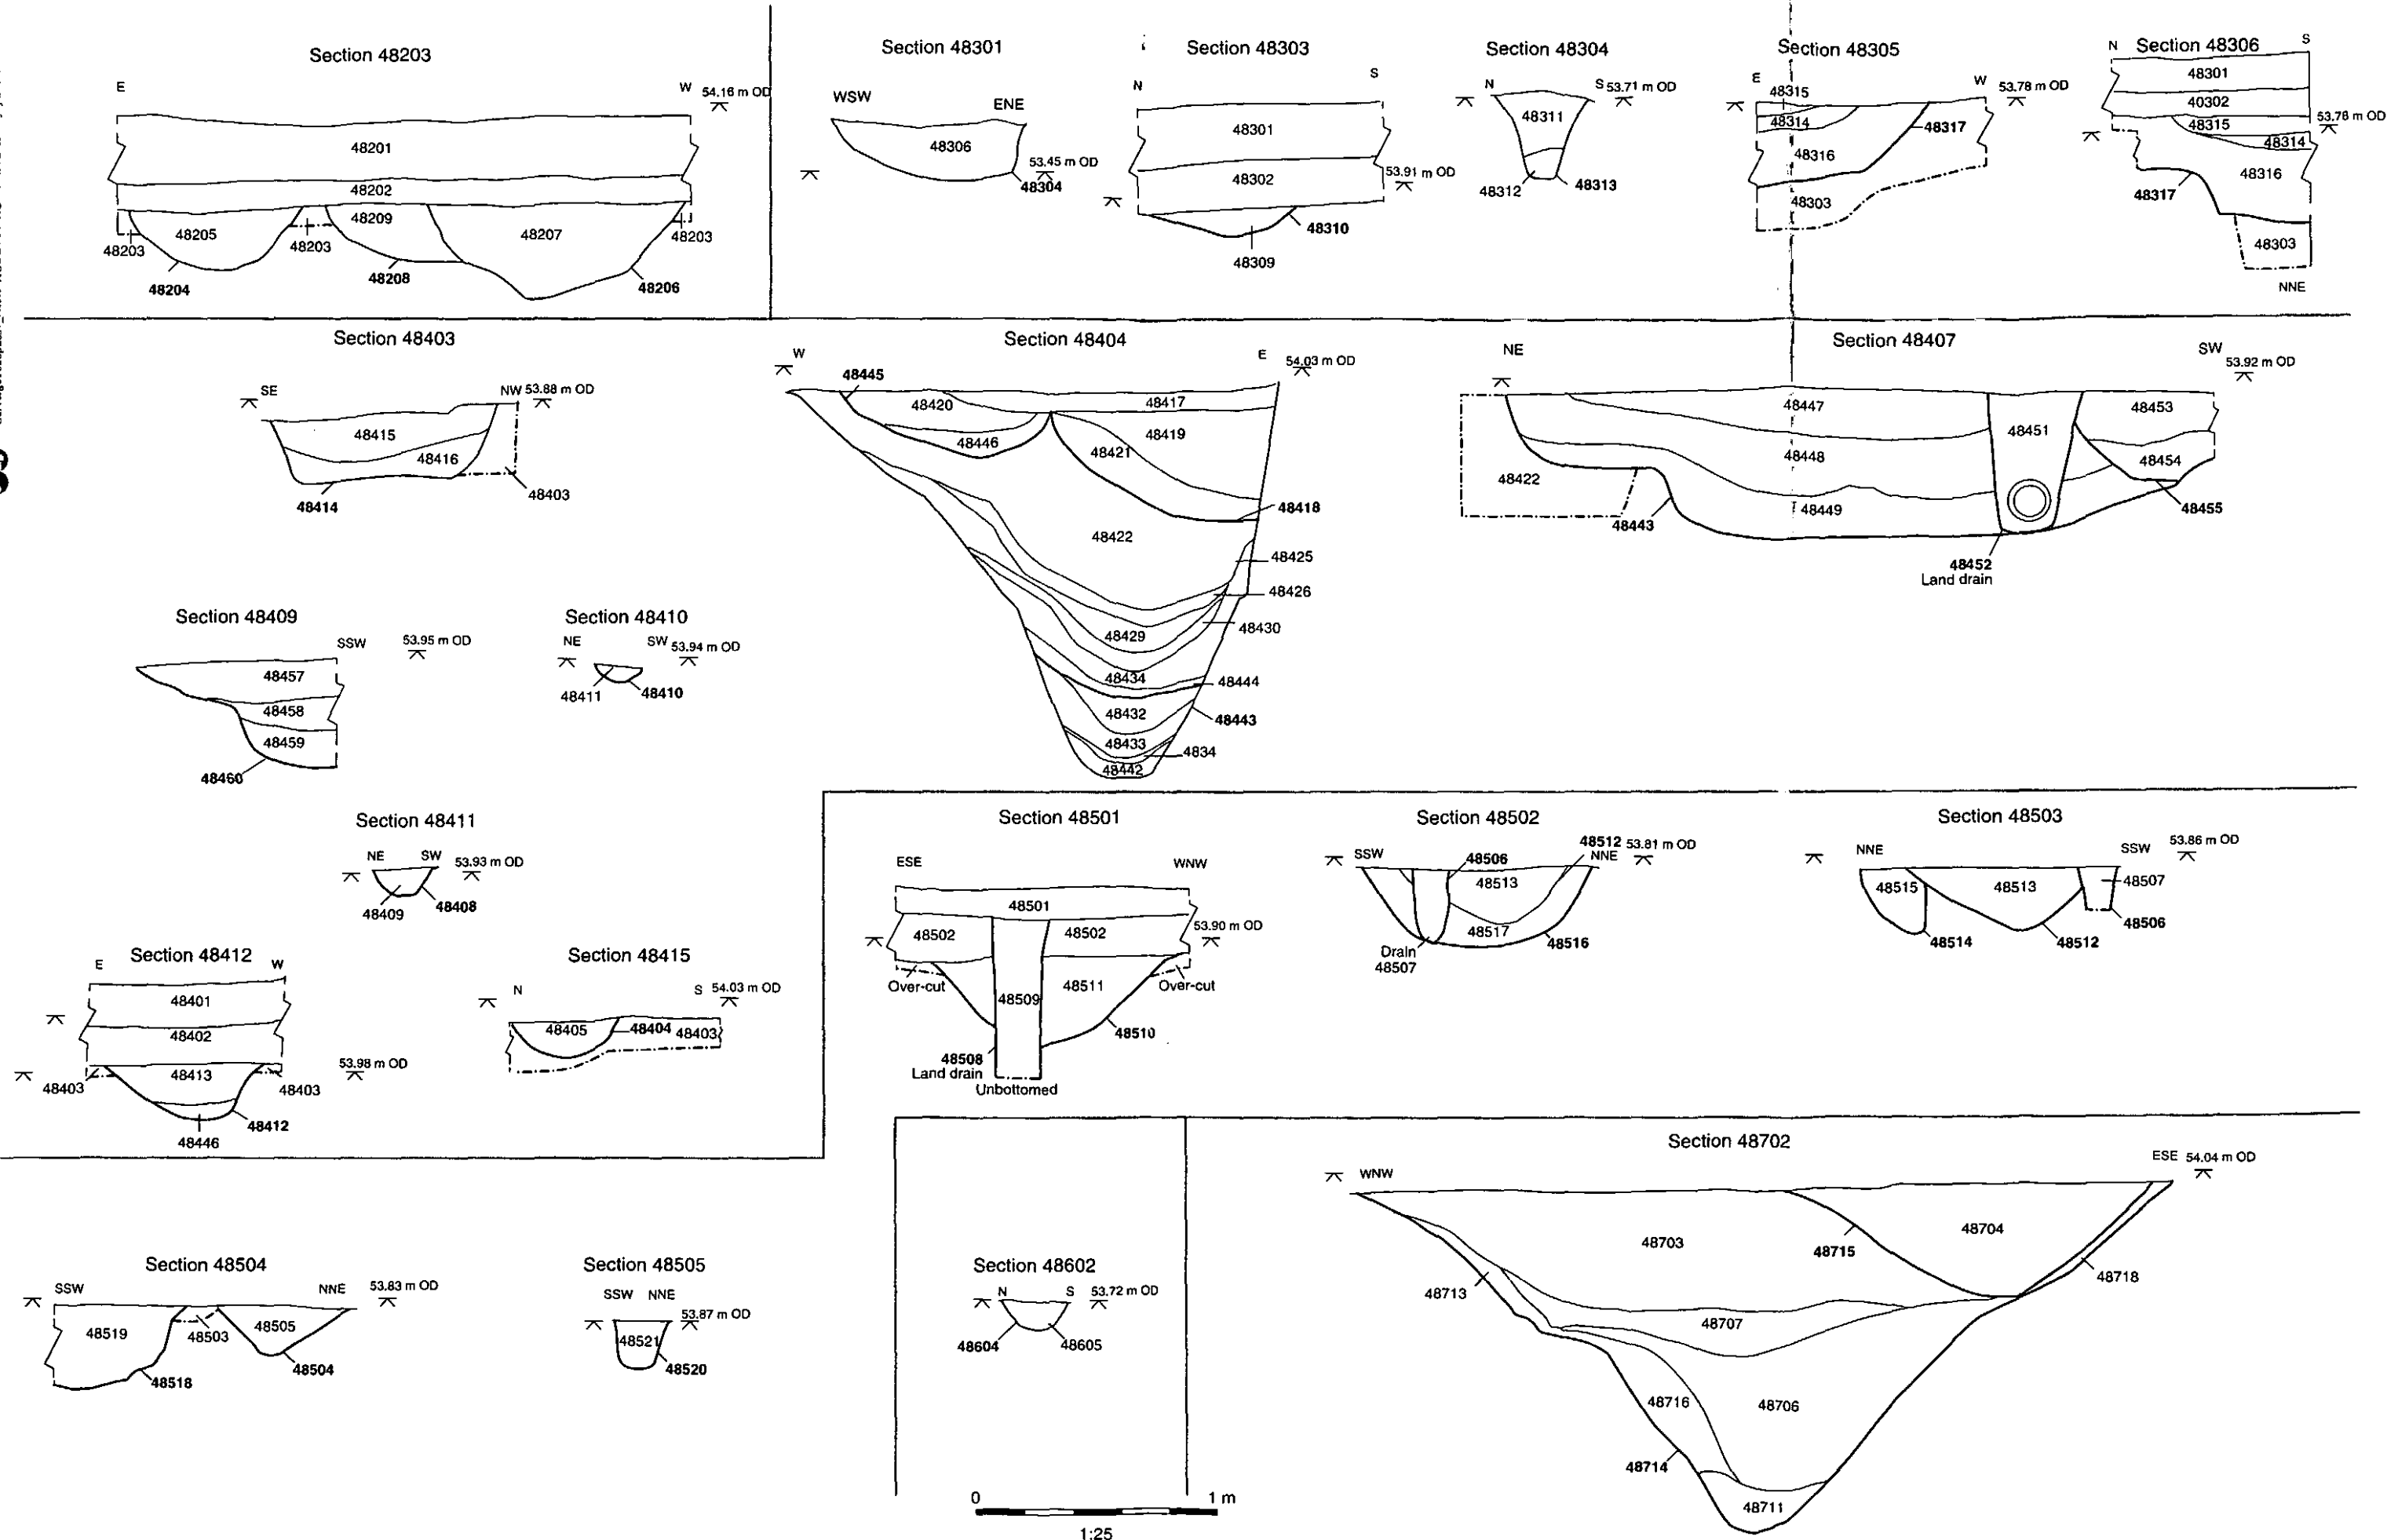 Section 48203
E
W 54.16 m OD
48201
48202
48205
48209
48207
48203
48203
48203
48204
48208
48206
Section 48301
WSW
ENE
48306
53.45 m OD
48304
Section 48303
N
S
48301
48302
53.91 m OD
48310
48309
Section 48304
N
S 53.71 m OD
48311
48312
48313
Section 48305
E
W
53.78 m OD
48315
48314
48317
48316
48303
Section 48306
N
S
48301
40302
53.78 m OD
48315
48314
48316
48317
48303
NNE
Section 48403
SE
NW 53.88 m OD
48415
48416
48403
48414
Section 48404
W
E
54.03 m OD
48445
48420
48417
48446
48419
48421
48418
48422
48425
48426
48429
48430
48434
48444
48432
48443
48433
4834
48442
Section 48407
NE
SW
53.92 m OD
48447
48453
48451
48448
48454
48422
48449
48443
48455
48452
Land drain
Section 48409
SSW
53.95 m OD
48457
48458
48459
48460
Section 48410
NE
SW 53.94 m OD
48411
48410
Section 48411
NE
SW
53.93 m OD
48409
48408
Section 48412
E
W
48401
48402
53.98 m OD
48403
48413
48403
48412
48446
Section 48415
N
S
54.03 m OD
48405
48404
48403
Section 48501
ESE
WNW
48501
48502
48502
53.90 m OD
Over-cut
48509
48511
Over-cut
48510
48508
Land drain
Unbottomed
Section 48502
SSW
48506
48512 53.81 m OD
NNE
48513
48517
48516
Drain
48507
Section 48503
NNE
SSW
53.86 m OD
48515
48513
48507
48506
48514
48512
Section 48504
SSW
NNE
53.83 m OD
48519
48503
48505
48518
48504
Section 48505
SSW NNE
53.87 m OD
48521
48520
Section 48602
N
S
53.72 m OD
48604
48605
Section 48702
WNW
ESE 54.04 m OD
48703
48715
48704
48713
48718
48707
48716
48706
48714
48711
0
1 m
1:25